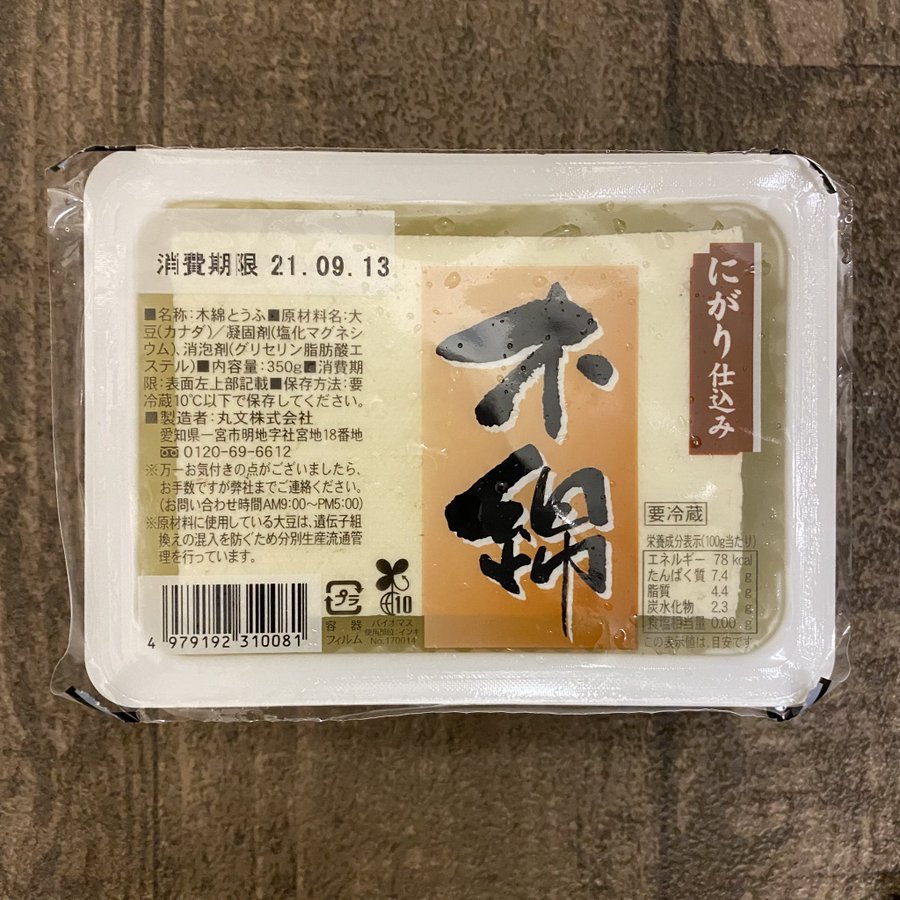 消費期限 21.09.13
■名称:木綿とうふ■原材料名:大
豆(カナダ)/凝固剤(塩化マグネシ
ウム)、消泡剤(グリセリン脂肪酸エ
ステル)■内容量:350g■消費期
限:表面左上部記載■保存方法:要
冷蔵10℃以下で保存してください。
■製造者:丸文株式会社
愛知県一宮市明地字社宮地18番地
0120-69-6612
※万一お気付きの点がございましたら、
お手数ですが弊社までご連絡ください。
(お問い合わせ時間AM9:00〜PM5:00)
※原材料に使用している大豆は、遺伝子組
換えの混入を防ぐため分別生産流通管
理を行っています。
4 979192 310081
プラ
容器
フィルム
10
バイオマス
使用部位:インキ
No.170014
木綿
にがり仕込み
要冷蔵
栄養成分表示(100g当たり)
エネルギー 78 kcal
たんぱく質 7.4 g
脂質 4.4 g
炭水化物 2.3 g
食塩相当量 0.00 g
この表示値は、目安です